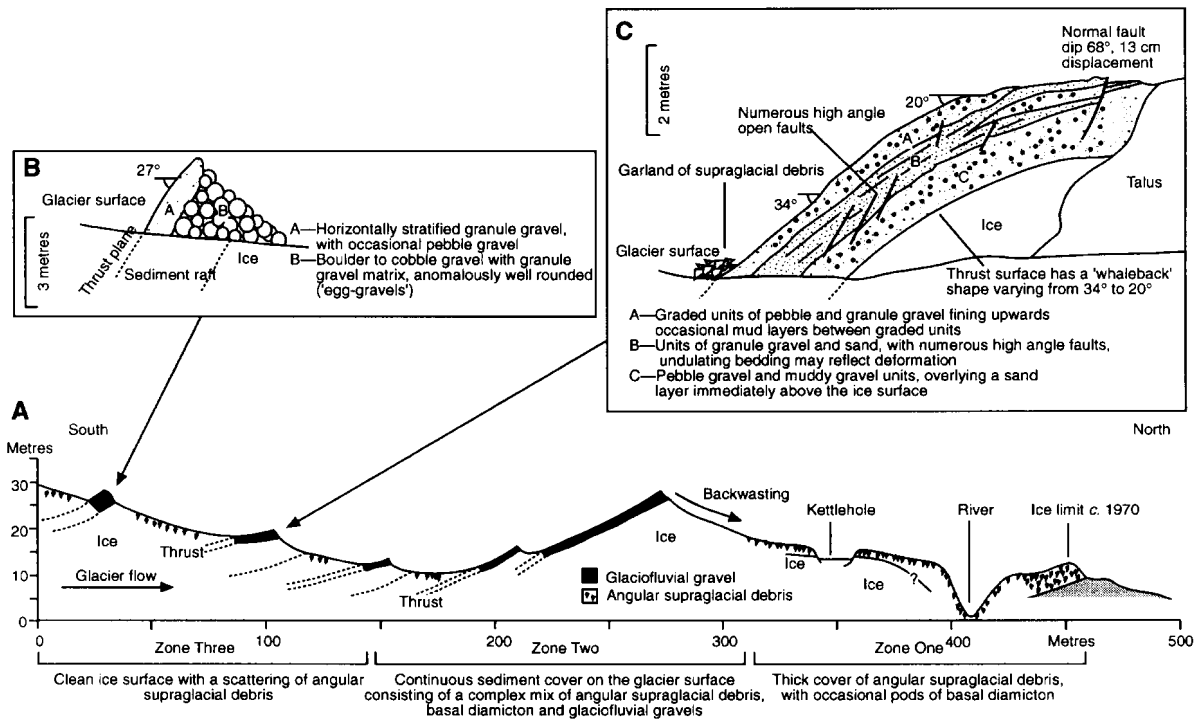 B
27°
Glacier surface
A
B
3 metres
Thrust plane
Sediment raft
Ice
A—Horizontally stratified granule gravel,
with occasional pebble gravel
B—Boulder to cobble gravel with granule
gravel matrix, anomalously well rounded
('egg-gravels')
C
2 metres
Normal fault
dip 68°, 13 cm
displacement
20°
Numerous high angle
open faults
A
B
C
Garland of supraglacial debris
34°
Talus
Ice
Glacier surface
Thrust surface has a 'whaleback'
shape varying from 34° to 20°
A—Graded units of pebble and granule gravel fining upwards
occasional mud layers between graded units
B—Units of granule gravel and sand, with numerous high angle faults,
undulating bedding may reflect deformation
C—Pebble gravel and muddy gravel units, overlying a sand
layer immediately above the ice surface
A
South
North
Metres
30
20
10
0
Ice
Thrust
Glacier flow
Thrust
Ice
Backwasting
Kettlehole
River
Ice limit c. 1970
Ice
Ice
?
Glaciofluvial gravel
Angular supraglacial debris
0
100
200
300
400
Metres
500
Zone Three
Zone Two
Zone One
Clean ice surface with a scattering of angular
supraglacial debris
Continuous sediment cover on the glacier surface
consisting of a complex mix of angular supraglacial debris,
basal diamicton and glaciofluvial gravels
Thick cover of angular supraglacial debris,
with occasional pods of basal diamicton